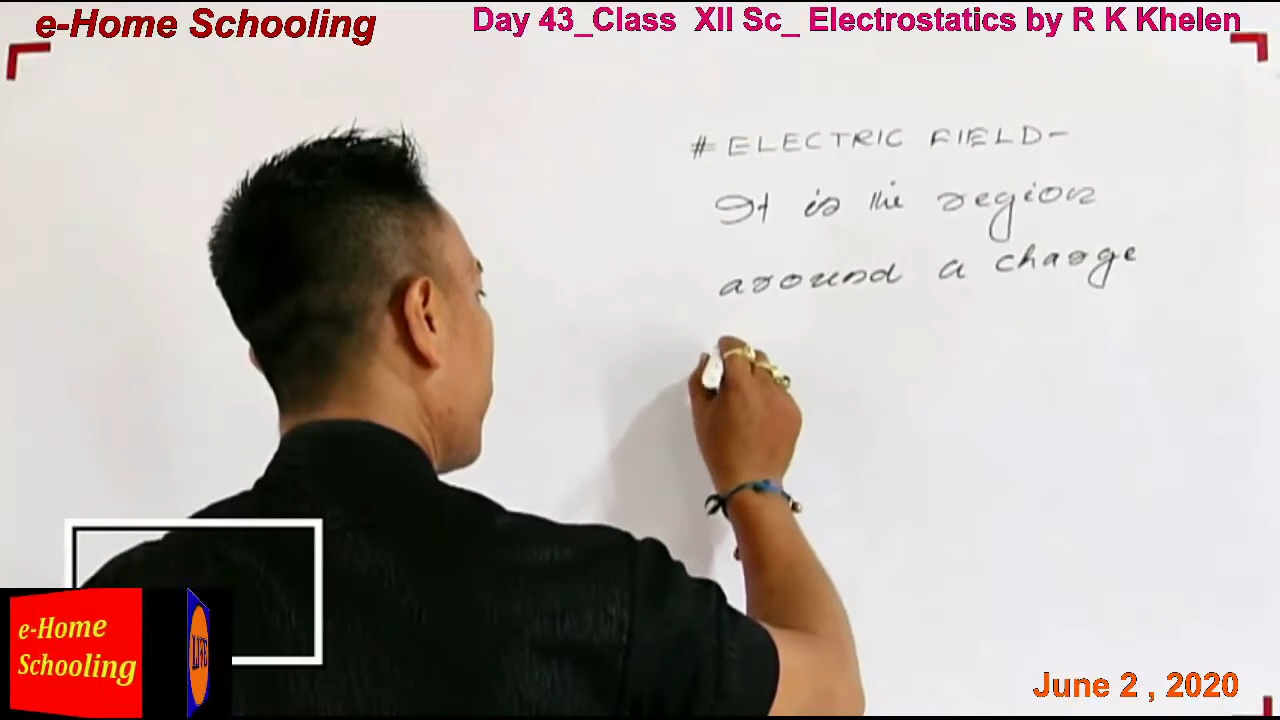 e-Home Schooling
Day 43_Class XII Sc_ Electrostatics by R K Khelen
# ELECTRIC FIELD-
It is the region
around a charge
e-Home
Schooling
LIVE
June 2 , 2020